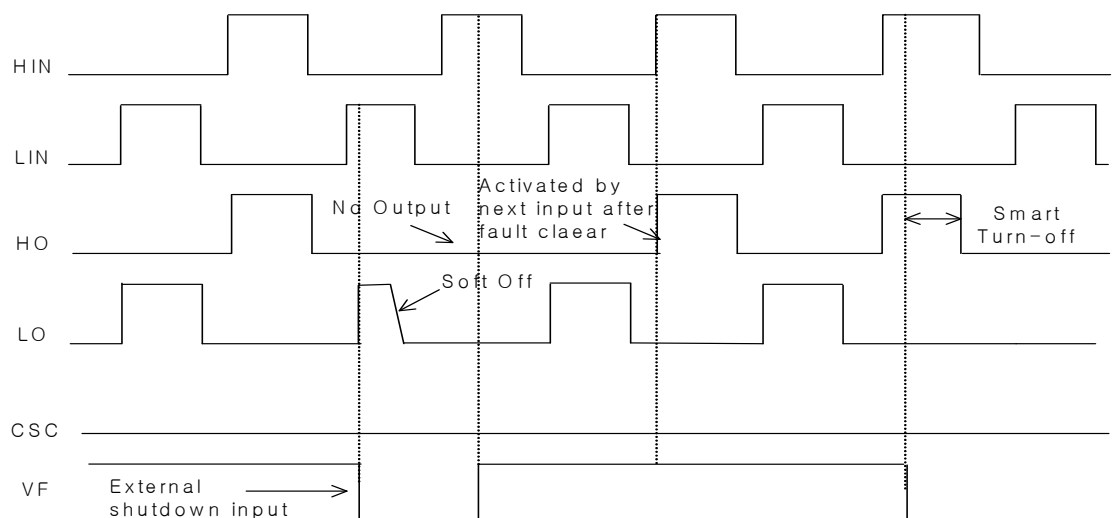 HIN
LIN
HO
No Output
Activated by
next input after
fault claear
Smart
Turn-off
Soft Off
LO
CSC
VF
External
shutdown input